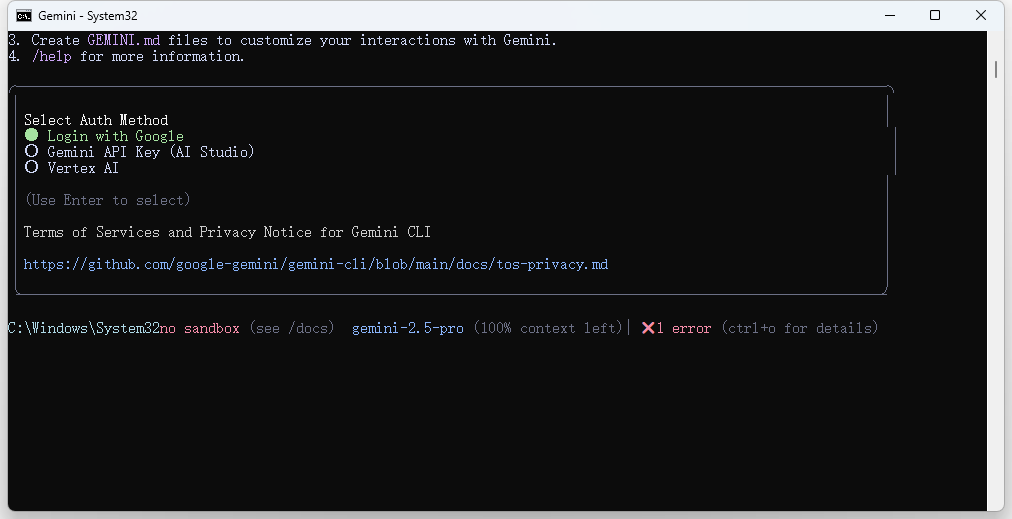 Gemini - System32
3. Create GEMINI.md files to customize your interactions with Gemini.
4. /help for more information.
Select Auth Method
Login with Google
Gemini API Key (AI Studio)
Vertex AI
(Use Enter to select)
Terms of Services and Privacy Notice for Gemini CLI
https://github.com/google-gemini/gemini-cli/blob/main/docs/tos-privacy.md
C:\Windows\System32no sandbox (see /docs)  gemini-2.5-pro (100% context left)| ❌1 error (ctrl+o for details)